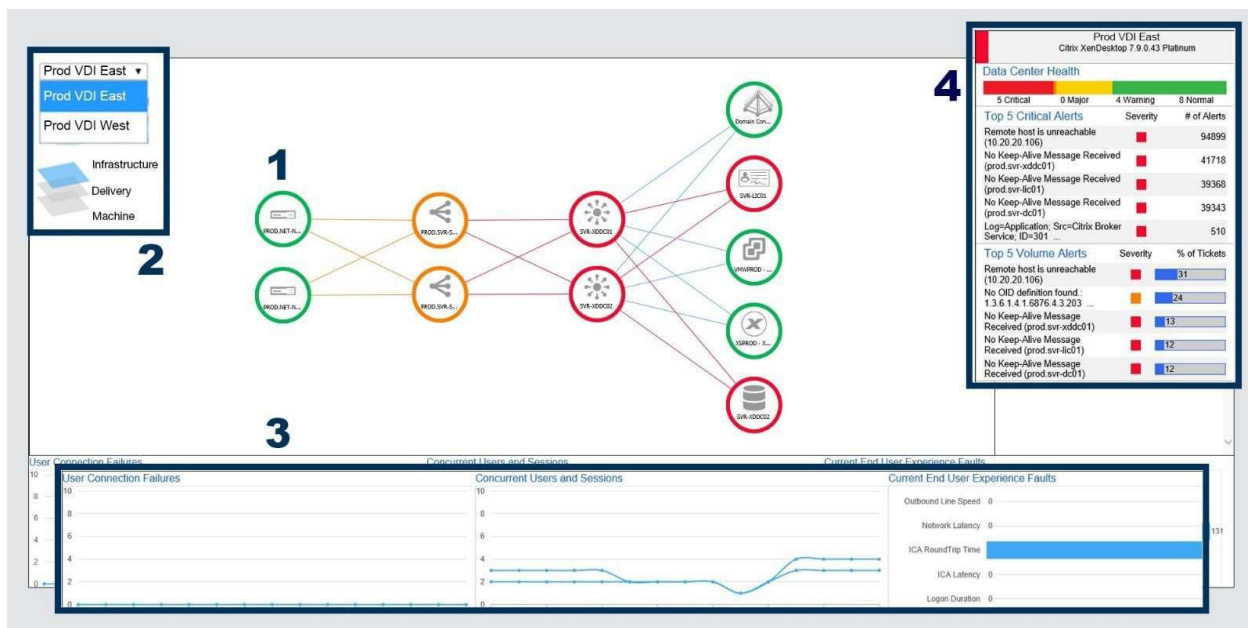 Prod VDI East
Prod VDI East
Prod VDI West
Infrastructure
Delivery
Machine
2
1
PROD.NET-N...
PROD.NET-N...
PROD.SVR-S...
PROD.SVR-S...
SVR-XDDC01
SVR-XDDC02
Domain Con...
SVR-LIC01
VMWPROD - ...
XSPROD - X...
SVR-XDDC02
4
Prod VDI East
Citrix XenDesktop 7.9.0.43 Platinum
Data Center Health
5 Critical 0 Major 4 Warning 8 Normal
Top 5 Critical Alerts Severity # of Alerts
Remote host is unreachable
(10.20.20.106) 94899
No Keep-Alive Message Received
(prod.svr-xddc01) 41718
No Keep-Alive Message Received
(prod.svr-lic01) 39368
No Keep-Alive Message Received
(prod.svr-dc01) 39343
Log=Application; Src=Citrix Broker
Service; ID=301 ... 510
Top 5 Volume Alerts Severity % of Tickets
Remote host is unreachable
(10.20.20.106) 31
No OID definition found.:
1.3.6.1.4.1.6876.4.3.203 ... 24
No Keep-Alive Message
Received (prod.svr-xddc01) 13
No Keep-Alive Message
Received (prod.svr-lic01) 12
No Keep-Alive Message
Received (prod.svr-dc01) 12
3
User Connection Failures
Concurrent Users and Sessions
Current End User Experience Faults
10
8
6
4
2
0
User Connection Failures
10
8
6
4
2
0
Concurrent Users and Sessions
10
8
6
4
2
0
Current End User Experience Faults
Outbound Line Speed 0
Network Latency 0
ICA RoundTrip Time
ICA Latency 0
Logon Duration 0
131